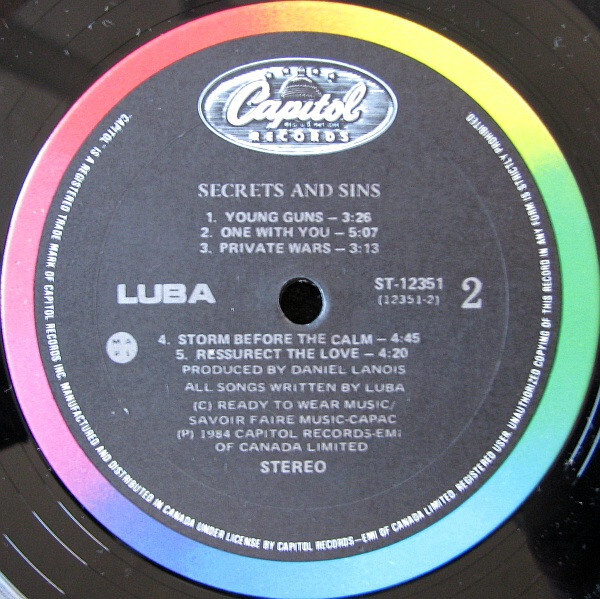 Capitol
RECORDS
SECRETS AND SINS
1. YOUNG GUNS – 3:26
2. ONE WITH YOU – 5:07
3. PRIVATE WARS – 3:13
LUBA
ST-12351
(12351-2)
2
M A
P L
4. STORM BEFORE THE CALM – 4:45
5. RESSURECT THE LOVE – 4:20
PRODUCED BY DANIEL LANOIS
ALL SONGS WRITTEN BY LUBA
(C) READY TO WEAR MUSIC/
SAVOIR FAIRE MUSIC-CAPAC
(P) 1984 CAPITOL RECORDS-EMI
OF CANADA LIMITED
STEREO
"CAPITOL" IS A REGISTERED TRADE MARK OF CAPITOL RECORDS INC. MANUFACTURED AND DISTRIBUTED IN CANADA UNDER LICENSE BY CAPITOL RECORDS–EMI OF CANADA LIMITED. REGISTERED USER. UNAUTHORIZED COPYING OF THIS RECORD IN ANY FORM IS STRICTLY PROHIBITED